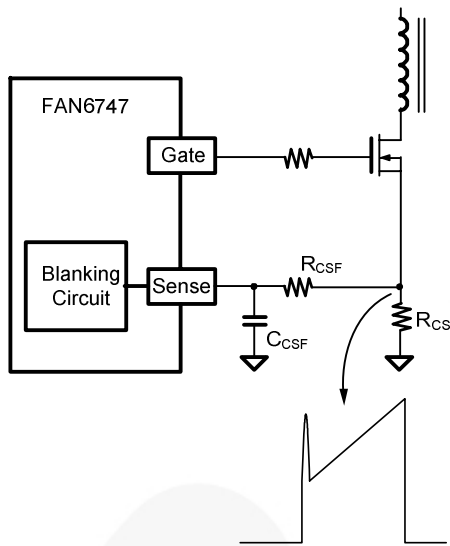 FAN6747
Gate
Blanking
Circuit
Sense
RCSF
CCSF
RCS